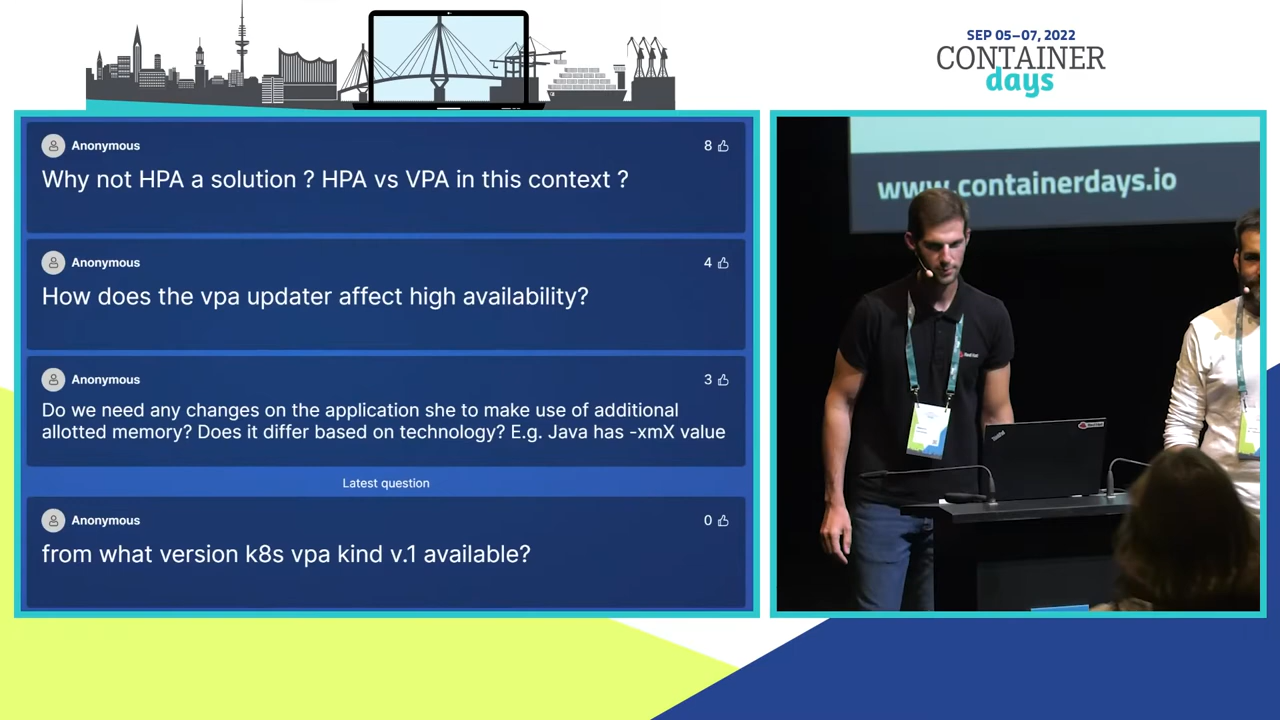 SEP 05–07, 2022
CONTAINER
days
Anonymous
8
Why not HPA a solution ? HPA vs VPA in this context ?
Anonymous
4
How does the vpa updater affect high availability?
Anonymous
3
Do we need any changes on the application she to make use of additional
allotted memory? Does it differ based on technology? E.g. Java has -xmX value
Latest question
Anonymous
0
from what version k8s vpa kind v.1 available?
www.containerdays.io
Red Hat
ThinkPad